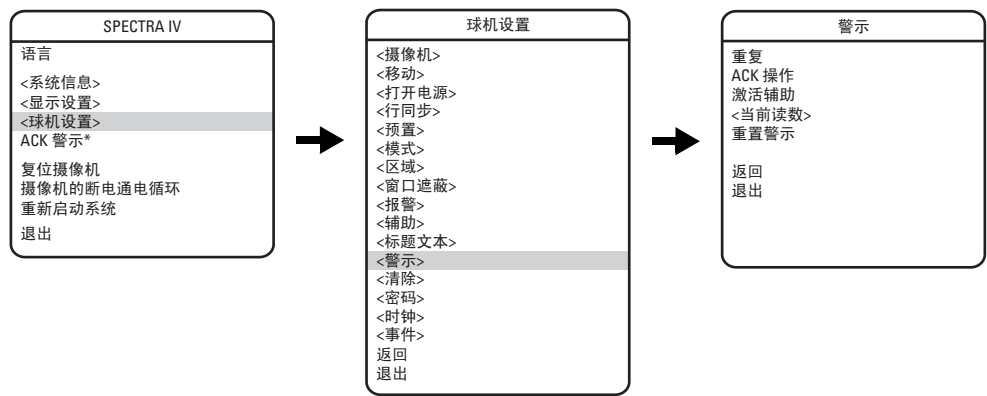 SPECTRA IV
语言
<系统信息>
<显示设置>
<球机设置>
ACK 警示*
复位摄像机
摄像机的断电通电循环
重新启动系统
退出
球机设置
<摄像机>
<移动>
<打开电源>
<行同步>
<预置>
<模式>
<区域>
<窗口遮蔽>
<报警>
<辅助>
<标题文本>
<警示>
<清除>
<密码>
<时钟>
<事件>
返回
退出
警示
重复
ACK 操作
激活辅助
<当前读数>
重置警示
返回
退出